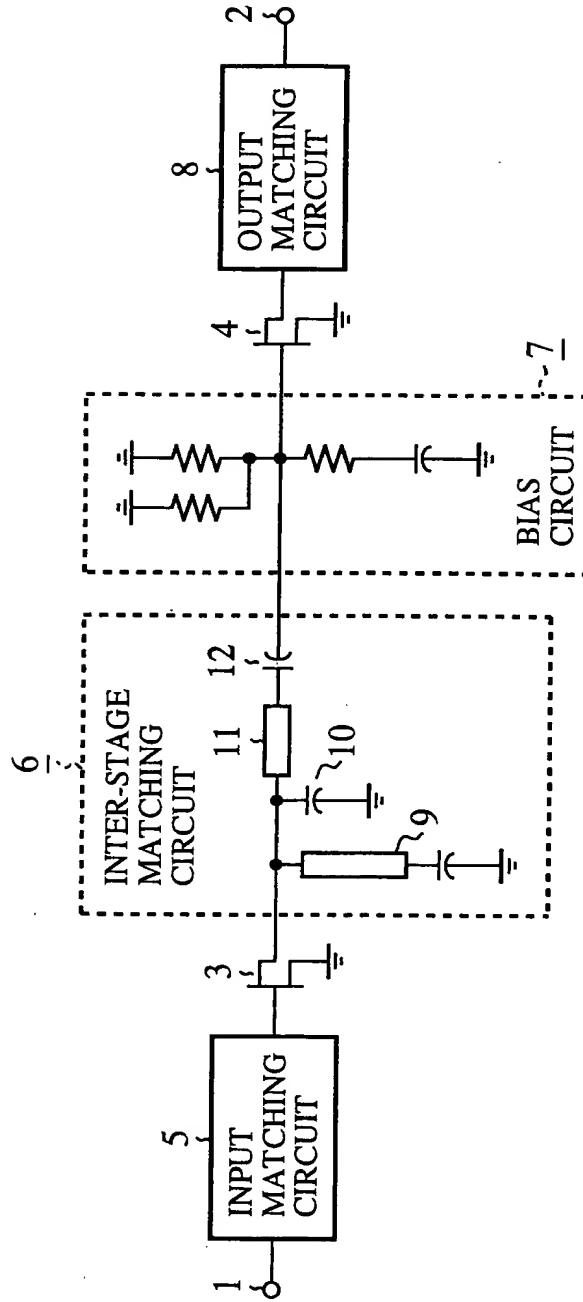 1
5
INPUT
MATCHING
CIRCUIT
3
6
INTER-STAGE
MATCHING
CIRCUIT
9
10
11
12
BIAS
CIRCUIT
7
4
8
OUTPUT
MATCHING
CIRCUIT
2